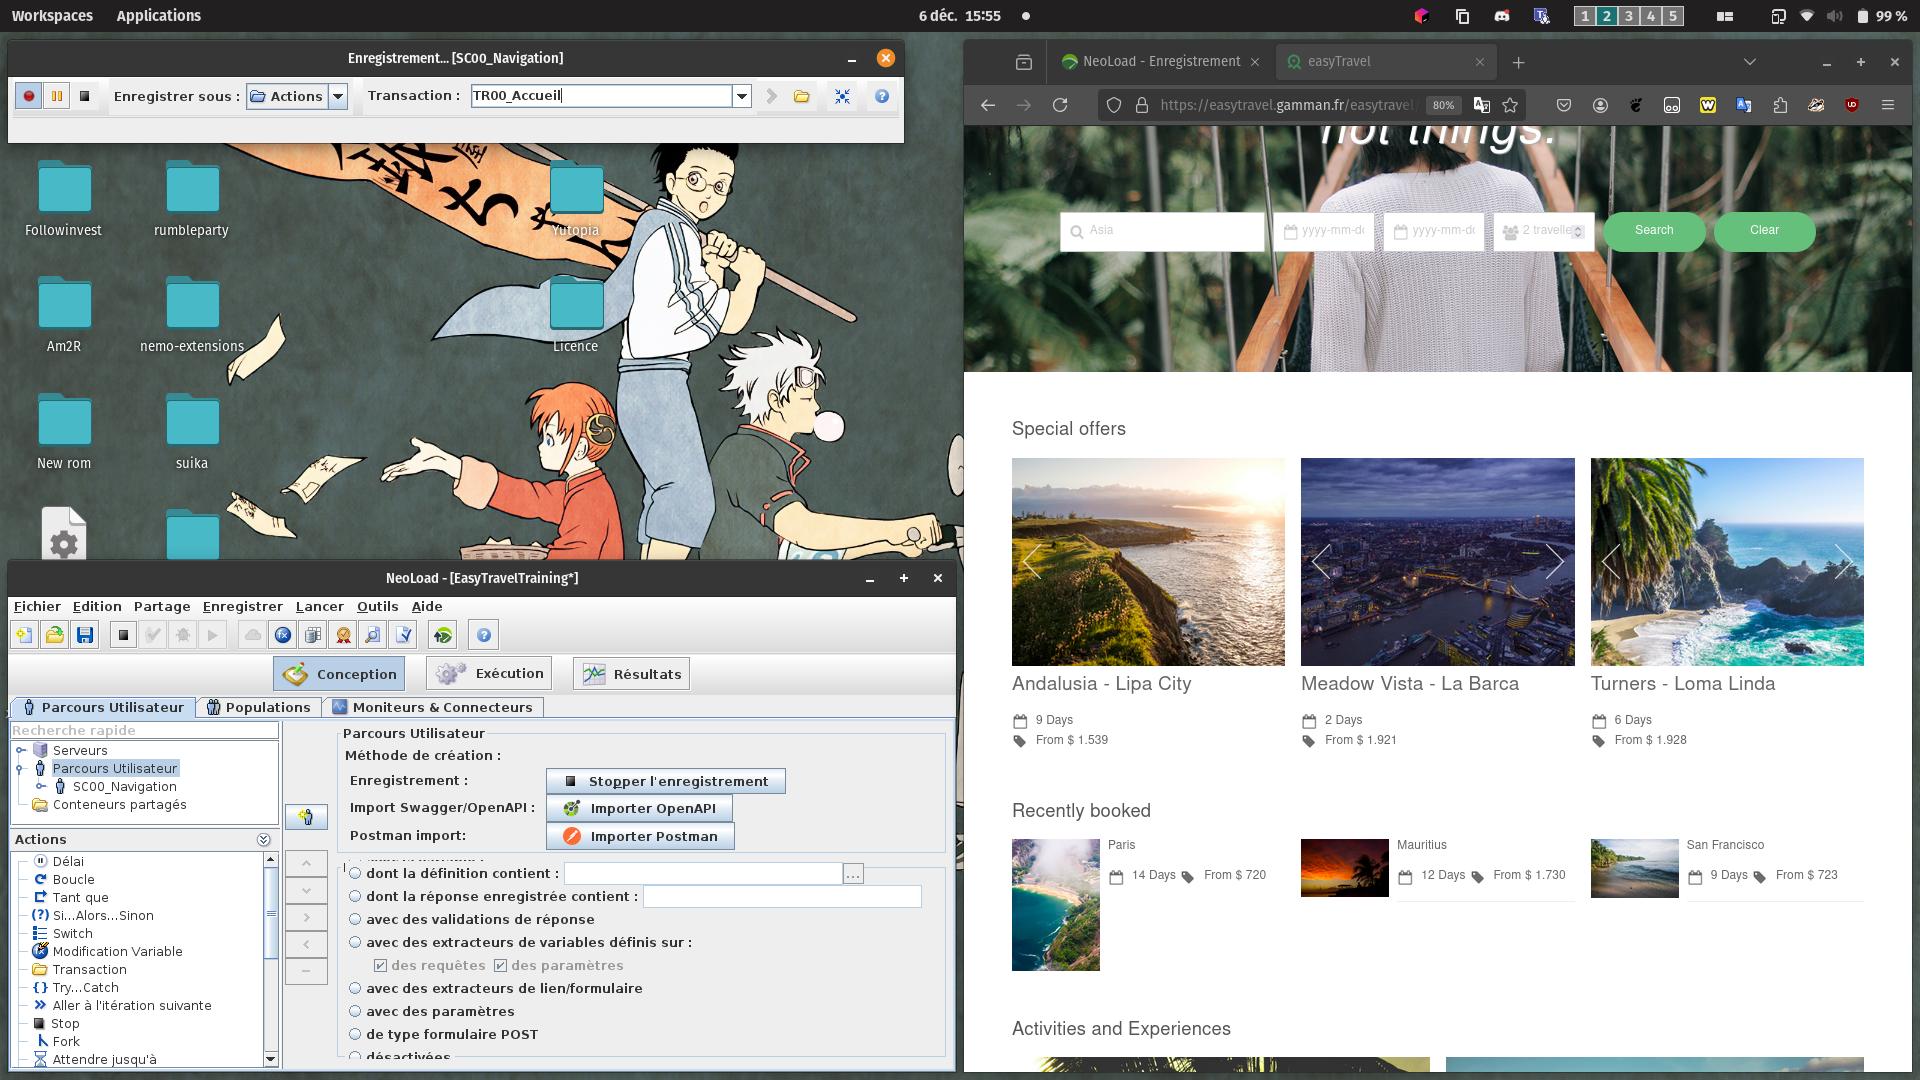 Workspaces Applications 6 déc. 15:55 1 2 3 4 5 99 %
Enregistrement... [SC00_Navigation]
Enregistrer sous : Actions Transaction : TR00_Accueil
Followinvest rumbleparty Yutopia
Am2R nemo-extensions Licence
New rom suika
NeoLoad - [EasyTravelTraining*]
Fichier Edition Partage Enregistrer Lancer Outils Aide
Conception Exécution Résultats
Parcours Utilisateur Populations Moniteurs & Connecteurs
Recherche rapide
Serveurs
Parcours Utilisateur
SC00_Navigation
Conteneurs partagés
Actions
Délai
Boucle
Tant que
Si...Alors...Sinon
Switch
Modification Variable
Transaction
Try...Catch
Aller à l'itération suivante
Stop
Fork
Attendre jusqu'à
Parcours Utilisateur
Méthode de création :
Enregistrement : Stopper l'enregistrement
Import Swagger/OpenAPI : Importer OpenAPI
Postman import: Importer Postman
dont la définition contient : ...
dont la réponse enregistrée contient :
avec des validations de réponse
avec des extracteurs de variables définis sur :
des requêtes des paramètres
avec des extracteurs de lien/formulaire
avec des paramètres
de type formulaire POST
désactivées
NeoLoad - Enregistrement easyTravel
https://easytravel.gamman.fr/easytravel/ 80%
not things.
Asia yyyy-mm-dd yyyy-mm-dd 2 travelle Search Clear
Special offers
Andalusia - Lipa City
9 Days
From $ 1.539
Meadow Vista - La Barca
2 Days
From $ 1.921
Turners - Loma Linda
6 Days
From $ 1.928
Recently booked
Paris
14 Days From $ 720
Mauritius
12 Days From $ 1.730
San Francisco
9 Days From $ 723
Activities and Experiences